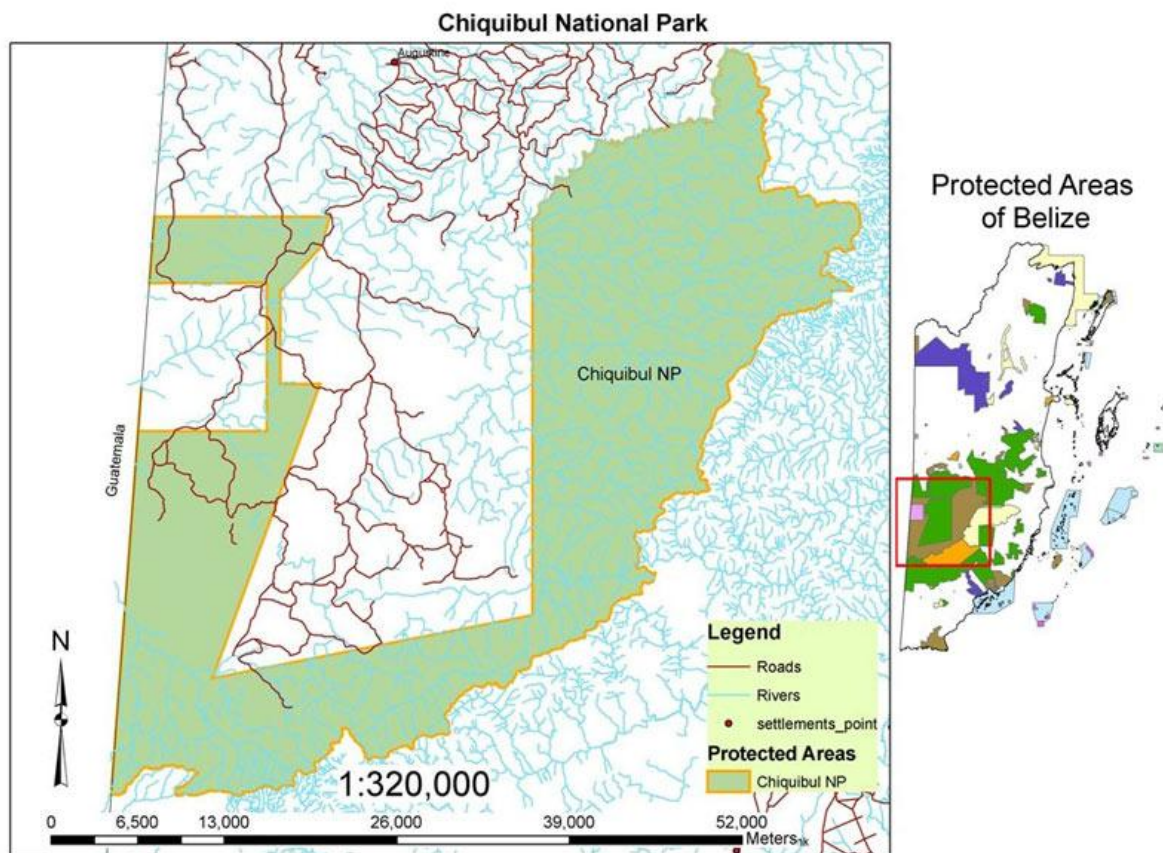 Chiquibul National Park
Augustine
Protected Areas
of Belize
Chiquibul NP
Guatemala
N
Legend
Roads
Rivers
settlements_point
Protected Areas
Chiquibul NP
1:320,000
0 6,500 13,000 26,000 39,000 52,000
Meters